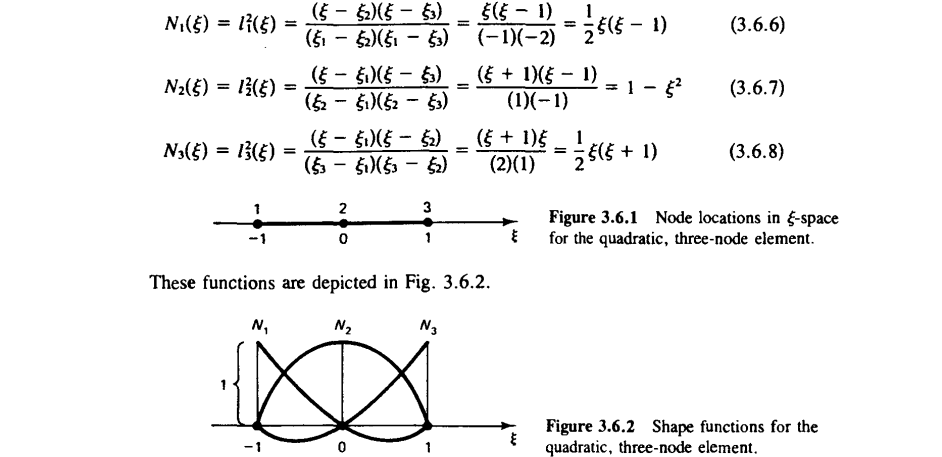 N₁(ξ) = l₁²(ξ) = (ξ − ξ₂)(ξ − ξ₃) / (ξ₁ − ξ₂)(ξ₁ − ξ₃) = ξ(ξ − 1) / (−1)(−2) = 1/2 ξ(ξ − 1) (3.6.6)
N₂(ξ) = l₂²(ξ) = (ξ − ξ₁)(ξ − ξ₃) / (ξ₂ − ξ₁)(ξ₂ − ξ₃) = (ξ + 1)(ξ − 1) / (1)(−1) = 1 − ξ² (3.6.7)
N₃(ξ) = l₃²(ξ) = (ξ − ξ₁)(ξ − ξ₂) / (ξ₃ − ξ₁)(ξ₃ − ξ₂) = (ξ + 1)ξ / (2)(1) = 1/2 ξ(ξ + 1) (3.6.8)
1 2 3
−1 0 1 ξ
Figure 3.6.1 Node locations in ξ-space
for the quadratic, three-node element.
These functions are depicted in Fig. 3.6.2.
N₁ N₂ N₃
1
−1 0 1 ξ
Figure 3.6.2 Shape functions for the
quadratic, three-node element.